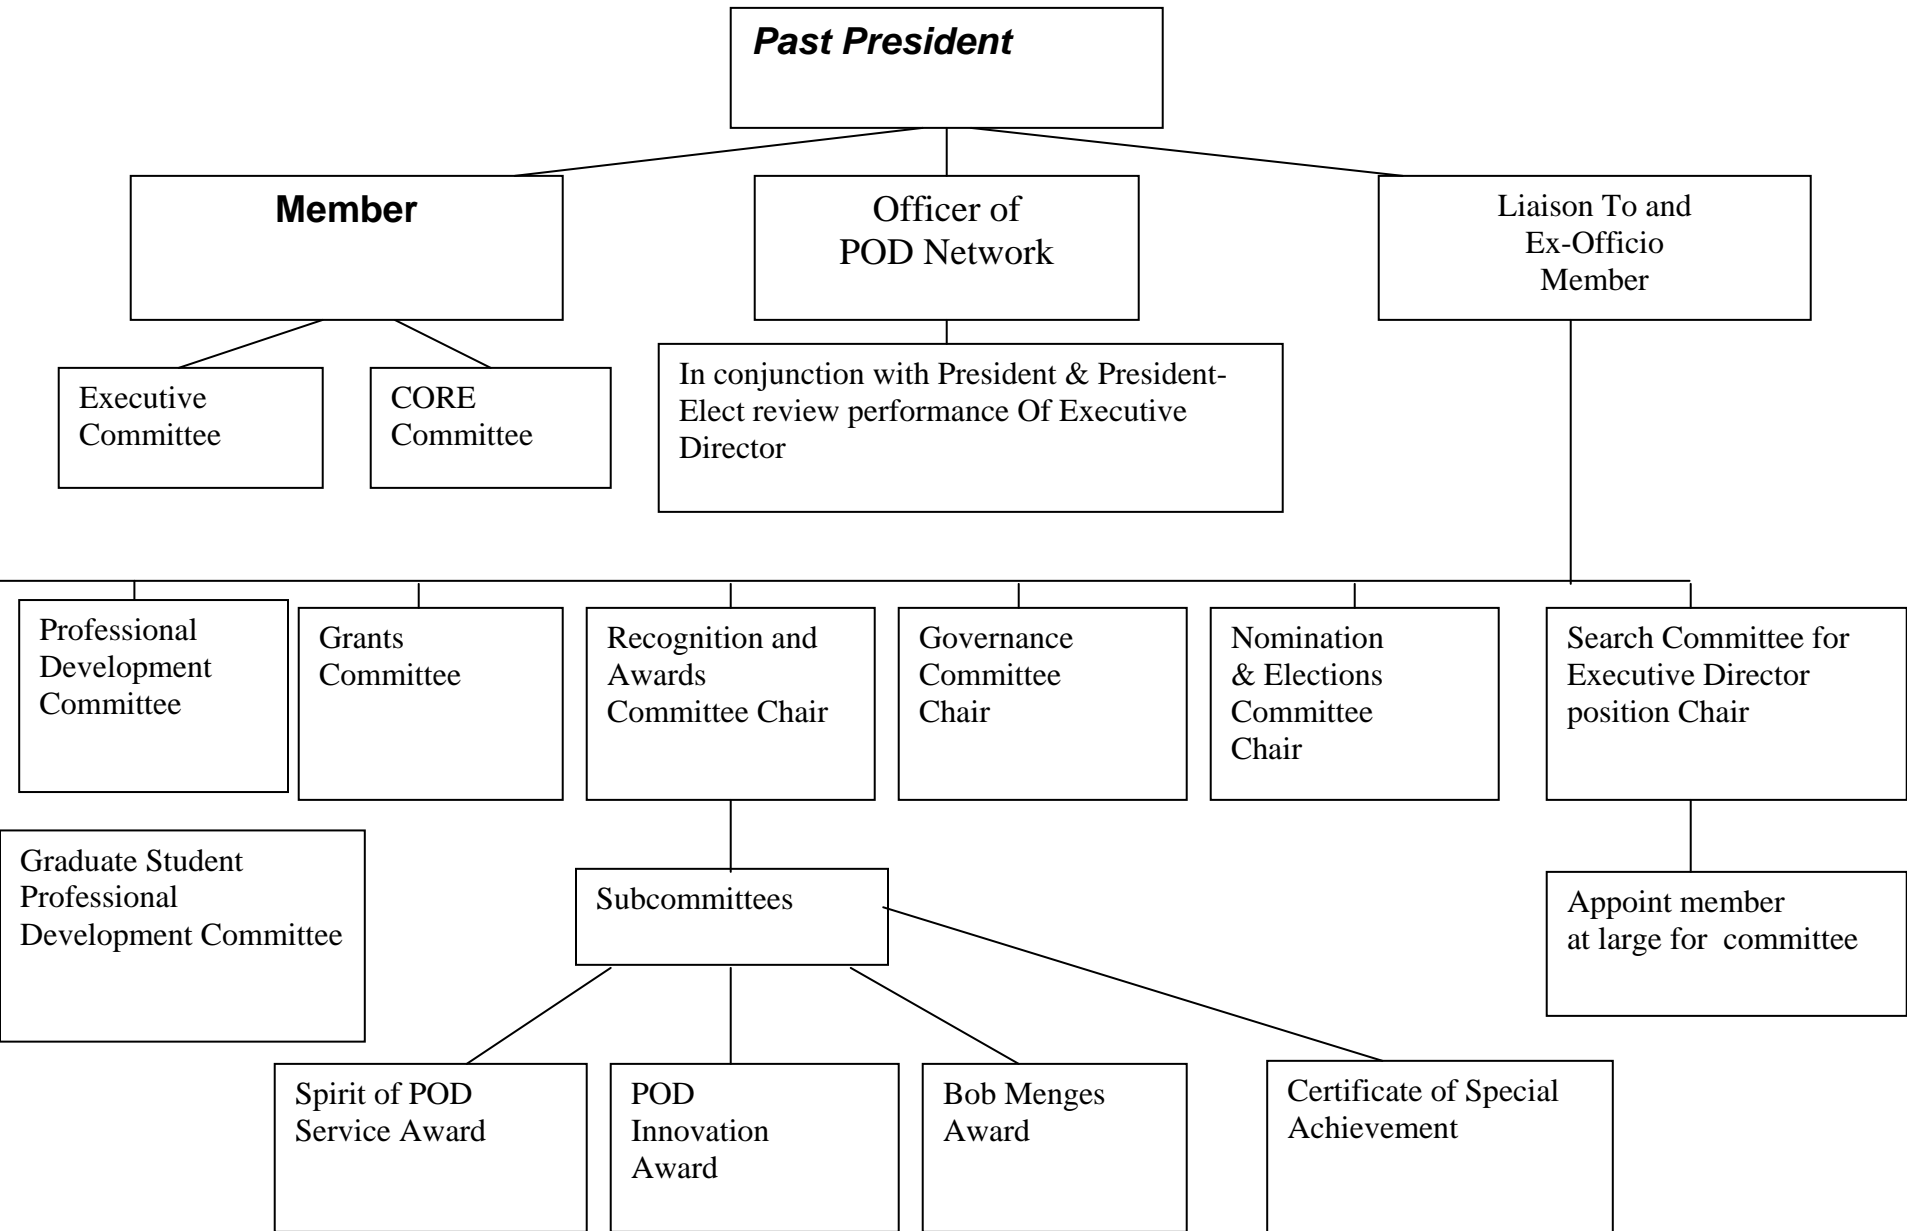 Past President
Member
Officer of
POD Network
Liaison To and
Ex-Officio
Member
Executive
Committee
CORE
Committee
In conjunction with President & President-
Elect review performance Of Executive
Director
Professional
Development
Committee
Grants
Committee
Recognition and
Awards
Committee Chair
Governance
Committee
Chair
Nomination
& Elections
Committee
Chair
Search Committee for
Executive Director
position Chair
Graduate Student
Professional
Development Committee
Subcommittees
Appoint member
at large for  committee
Spirit of POD
Service Award
POD
Innovation
Award
Bob Menges
Award
Certificate of Special
Achievement